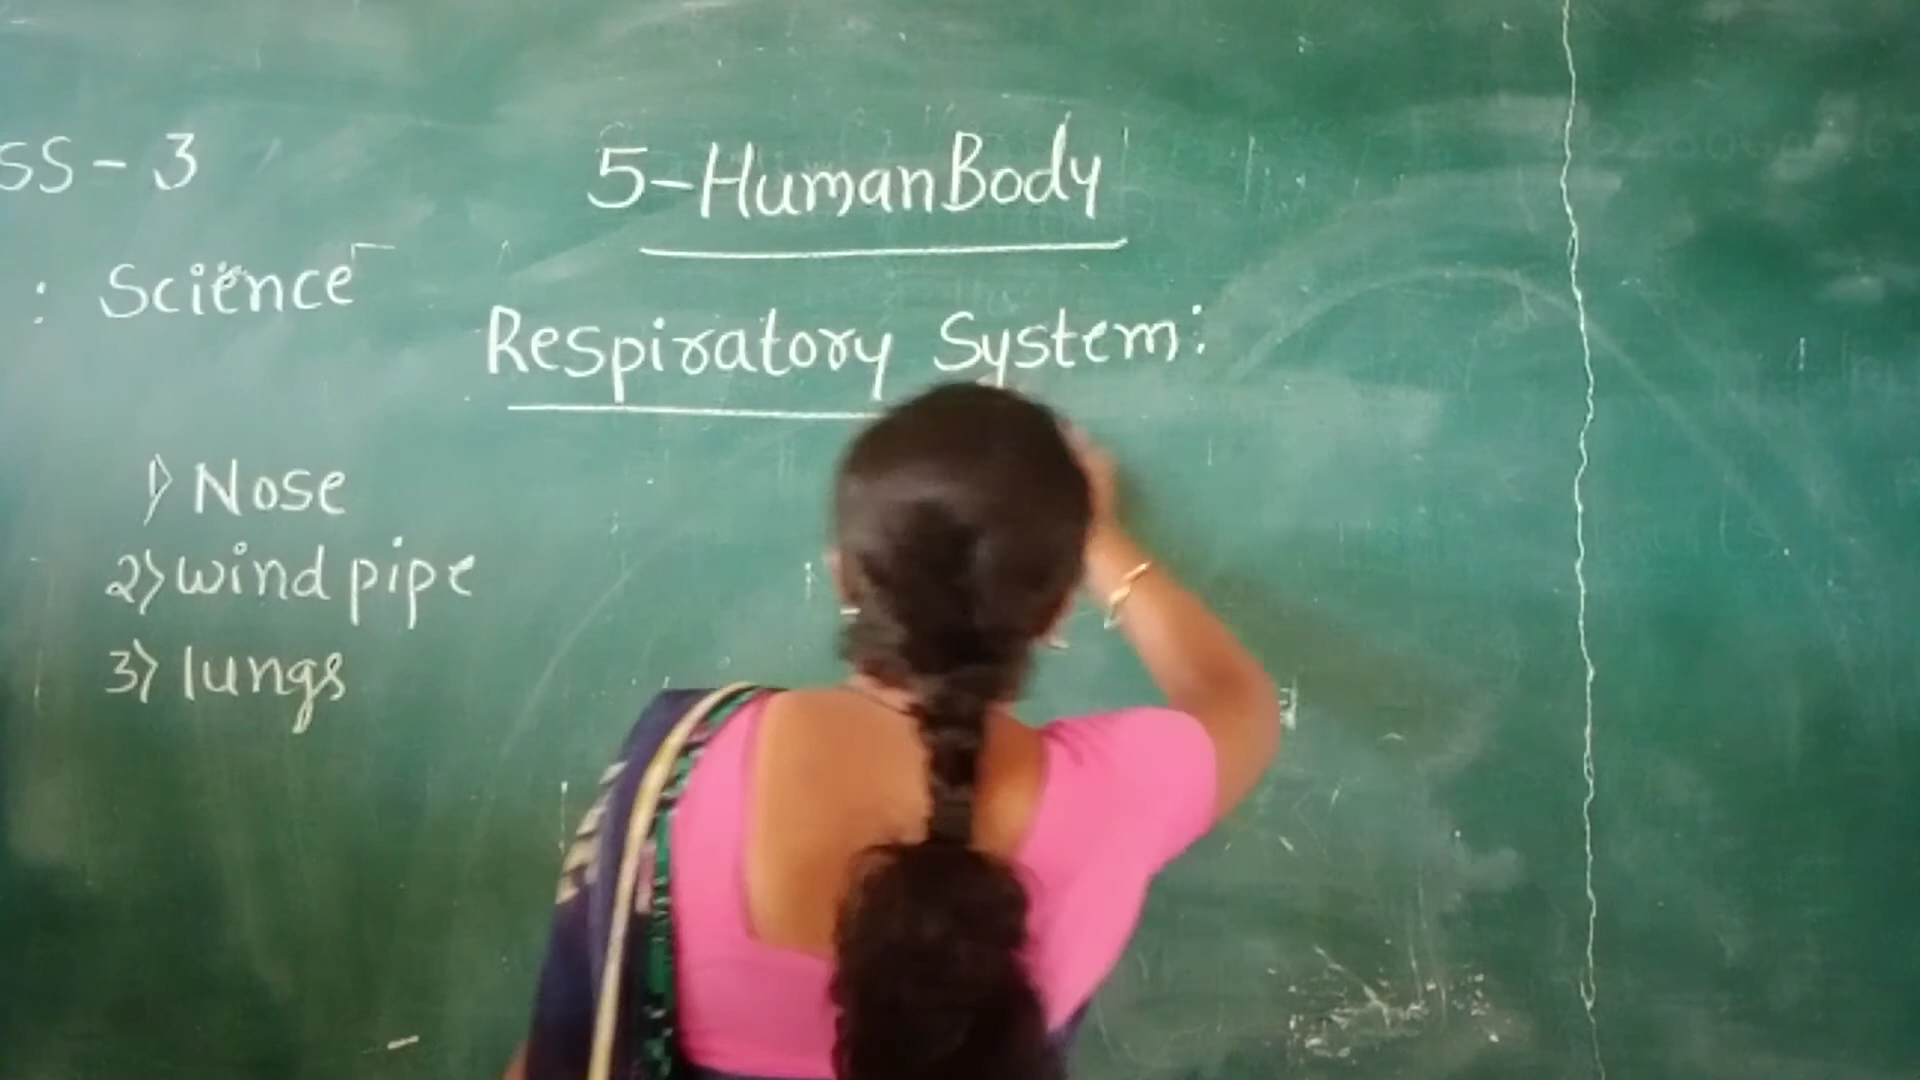 SS-3
: Science
5-Human Body
Respiratory System:
1) Nose
2) wind pipe
3) lungs